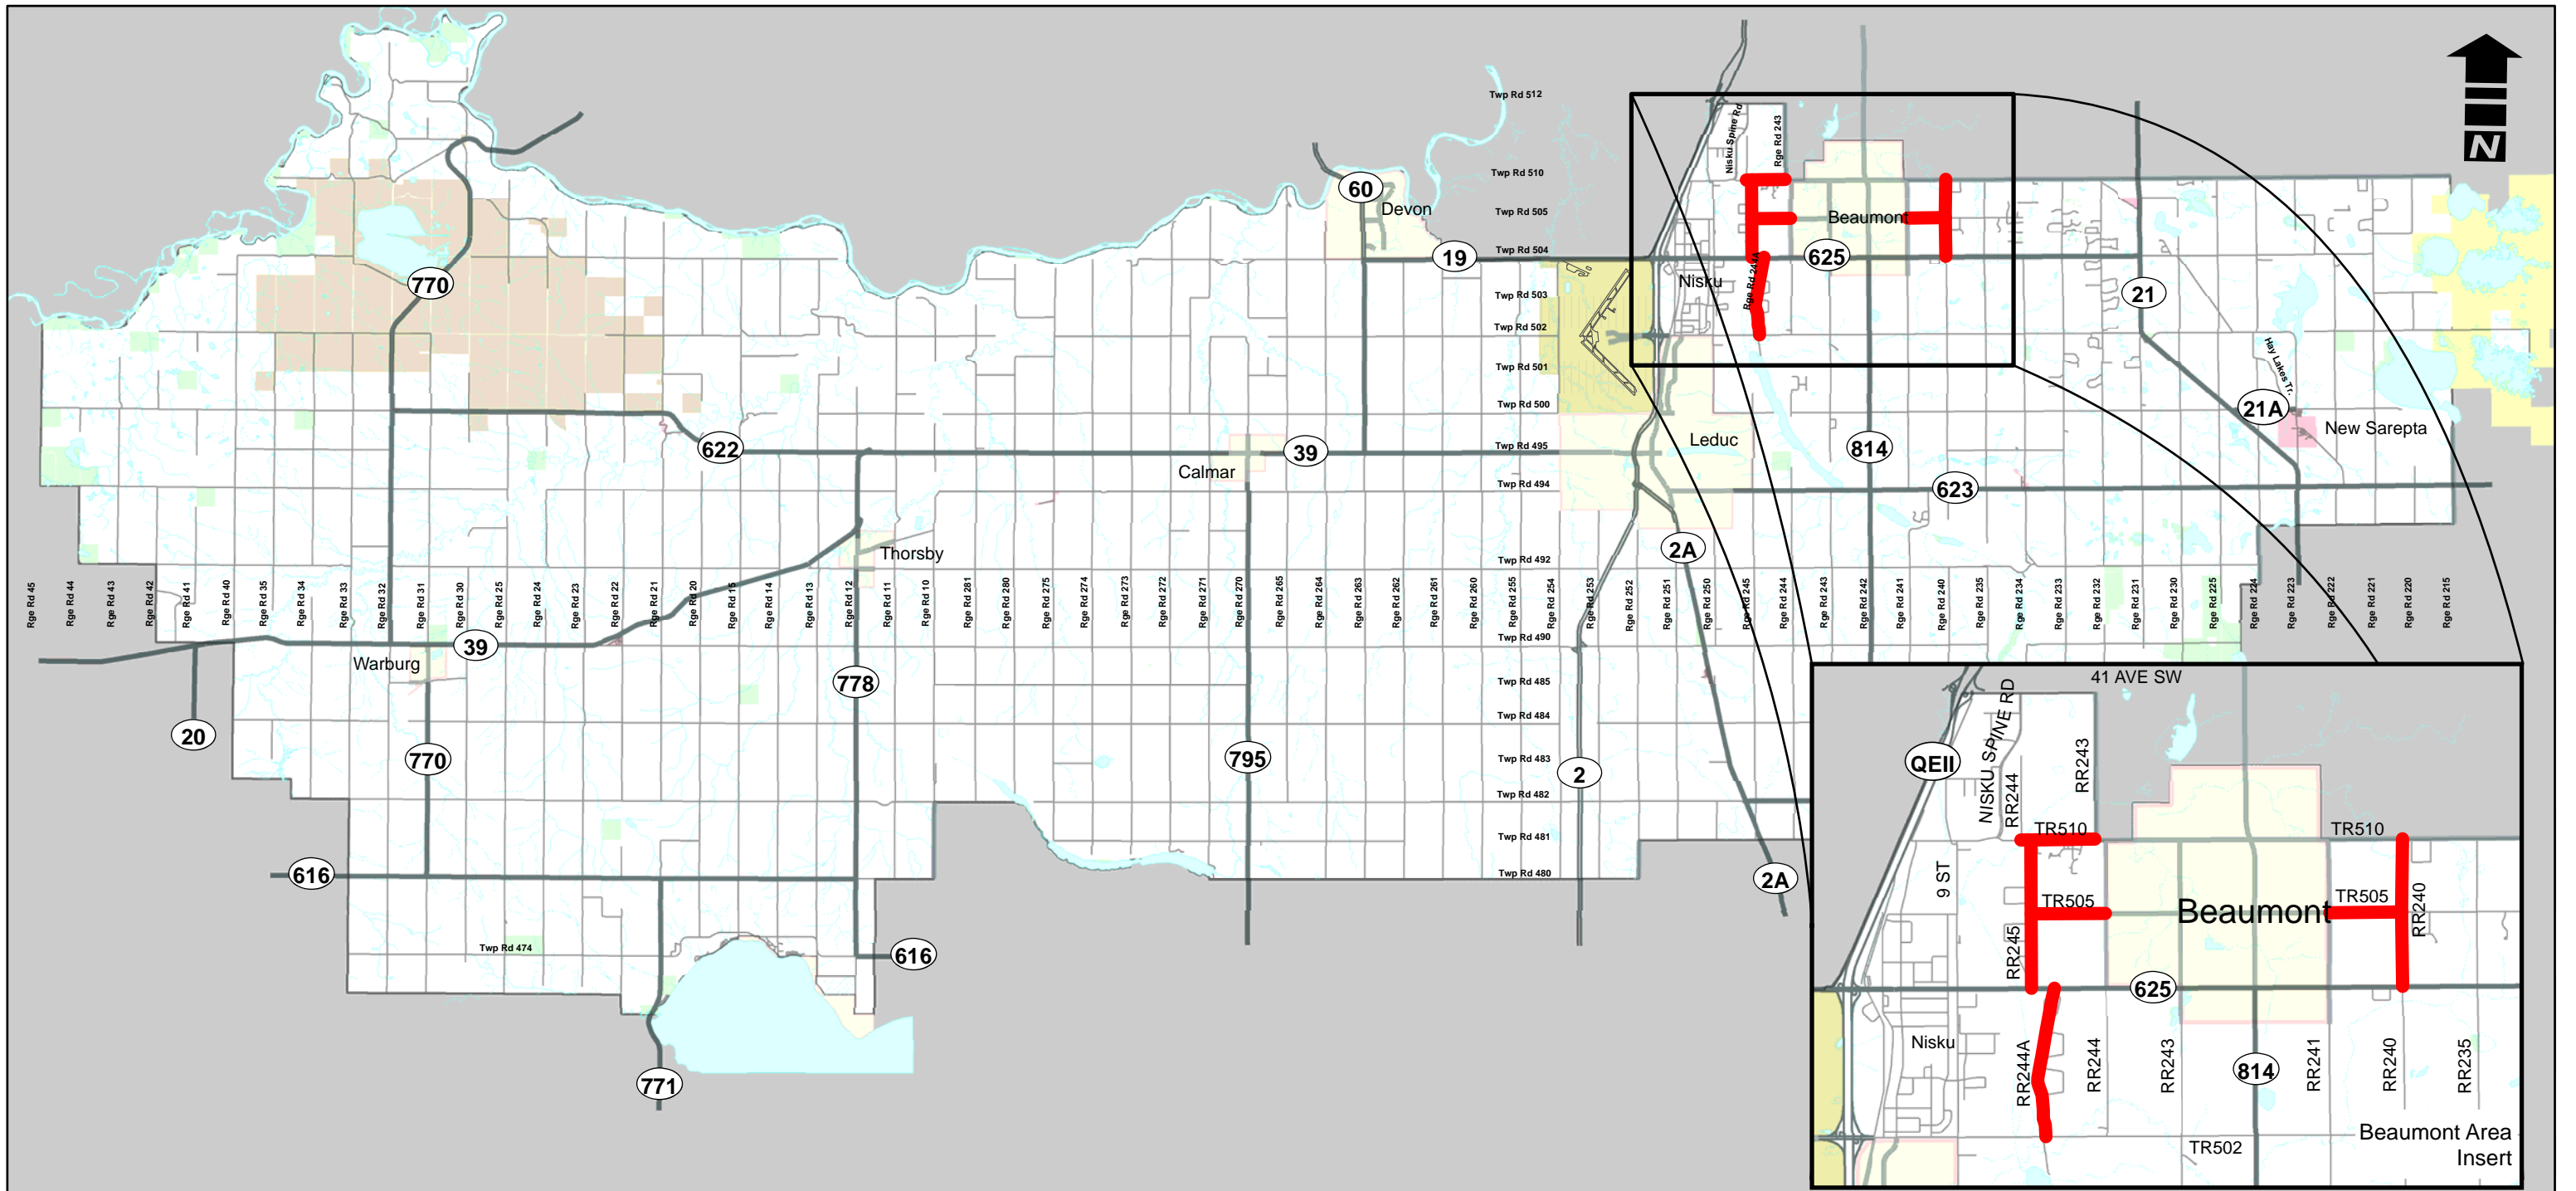 Twp Rd 512
Twp Rd 510
Twp Rd 505
Twp Rd 504
Twp Rd 503
Twp Rd 502
Twp Rd 501
Twp Rd 500
Twp Rd 495
Twp Rd 494
Twp Rd 492
Twp Rd 490
Twp Rd 485
Twp Rd 484
Twp Rd 483
Twp Rd 482
Twp Rd 481
Twp Rd 480
Twp Rd 474
N
Nisku Spine Rd
Rge Rd 243
60
Devon
19
Beaumont
625
Nisku
21
770
Hay Lakes Tr.
21A
New Sarepta
622
39
Calmar
Leduc
814
623
Thorsby
2A
Rge Rd 45
Rge Rd 44
Rge Rd 43
Rge Rd 42
Rge Rd 41
Rge Rd 40
Rge Rd 35
Rge Rd 34
Rge Rd 33
Rge Rd 32
Rge Rd 31
Rge Rd 30
Rge Rd 25
Rge Rd 24
Rge Rd 23
Rge Rd 22
Rge Rd 21
Rge Rd 20
Rge Rd 15
Rge Rd 14
Rge Rd 13
Rge Rd 12
Rge Rd 11
Rge Rd 10
Rge Rd 281
Rge Rd 280
Rge Rd 275
Rge Rd 274
Rge Rd 273
Rge Rd 272
Rge Rd 271
Rge Rd 270
Rge Rd 265
Rge Rd 264
Rge Rd 263
Rge Rd 262
Rge Rd 261
Rge Rd 260
Rge Rd 255
Rge Rd 254
Rge Rd 253
Rge Rd 252
Rge Rd 251
Rge Rd 250
Rge Rd 245
Rge Rd 244
Rge Rd 243
Rge Rd 242
Rge Rd 241
Rge Rd 240
Rge Rd 235
Rge Rd 234
Rge Rd 233
Rge Rd 232
Rge Rd 231
Rge Rd 230
Rge Rd 225
Rge Rd 224
Rge Rd 223
Rge Rd 222
Rge Rd 221
Rge Rd 220
Rge Rd 215
39
Warburg
20
770
778
795
2
616
616
2A
771
41 AVE SW
QEII
NISKU SPINE RD
RR244
RR243
TR510
TR510
9 ST
TR505
Beaumont
TR505
RR240
RR245
625
Nisku
RR244A
RR244
RR243
814
RR241
RR240
RR235
TR502
Beaumont Area
Insert